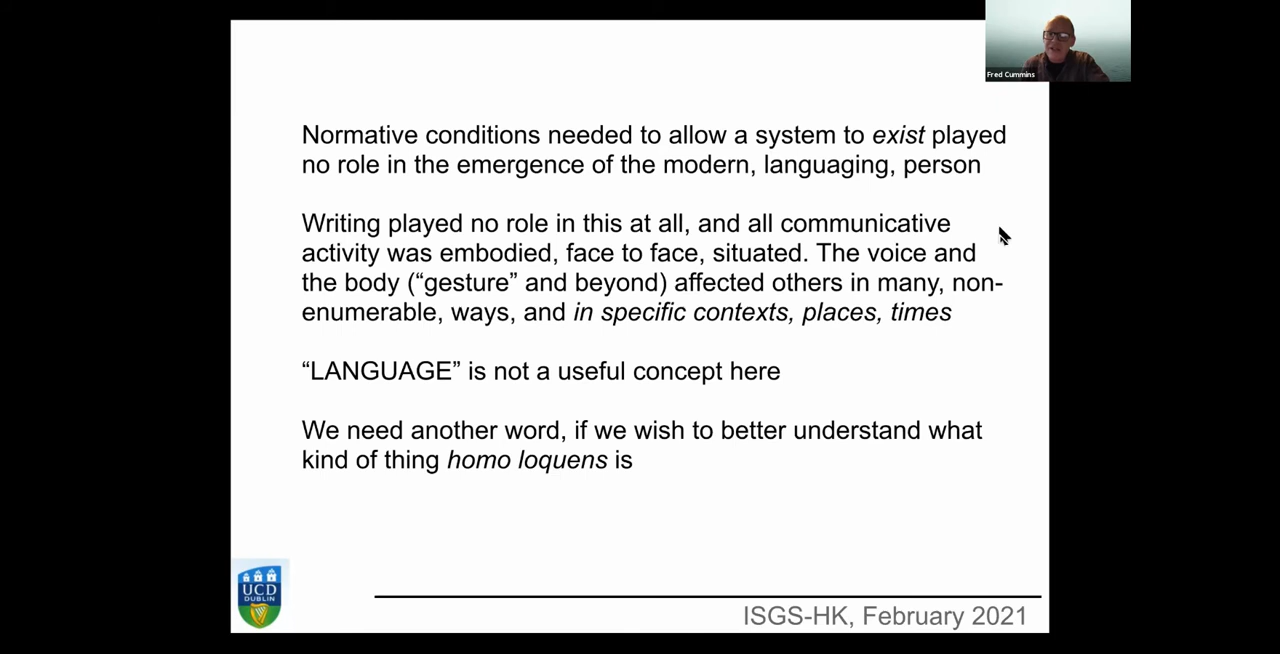 Fred Cummins
Normative conditions needed to allow a system to exist played
no role in the emergence of the modern, languaging, person
Writing played no role in this at all, and all communicative
activity was embodied, face to face, situated. The voice and
the body (“gesture” and beyond) affected others in many, non-
enumerable, ways, and in specific contexts, places, times
“LANGUAGE” is not a useful concept here
We need another word, if we wish to better understand what
kind of thing homo loquens is
UCD
DUBLIN
ISGS-HK, February 2021